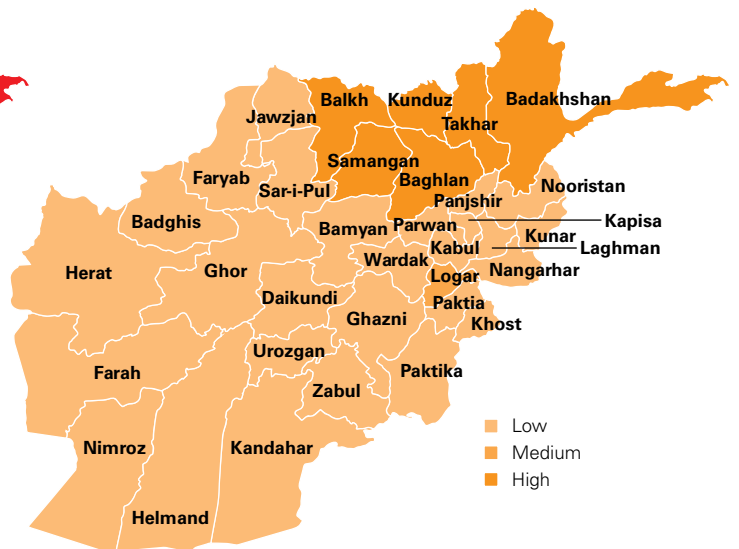 Balkh
Kunduz
Badakhshan
Jawzjan
Takhar
Samangan
Faryab
Baghlan
Nooristan
Sar-i-Pul
Panjshir
Badghis
Parwan
Kapisa
Bamyan
Kunar
Kabul
Laghman
Herat
Ghor
Wardak
Nangarhar
Logar
Daikundi
Paktia
Ghazni
Khost
Urozgan
Farah
Paktika
Zabul
Nimroz
Kandahar
Helmand
Low
Medium
High